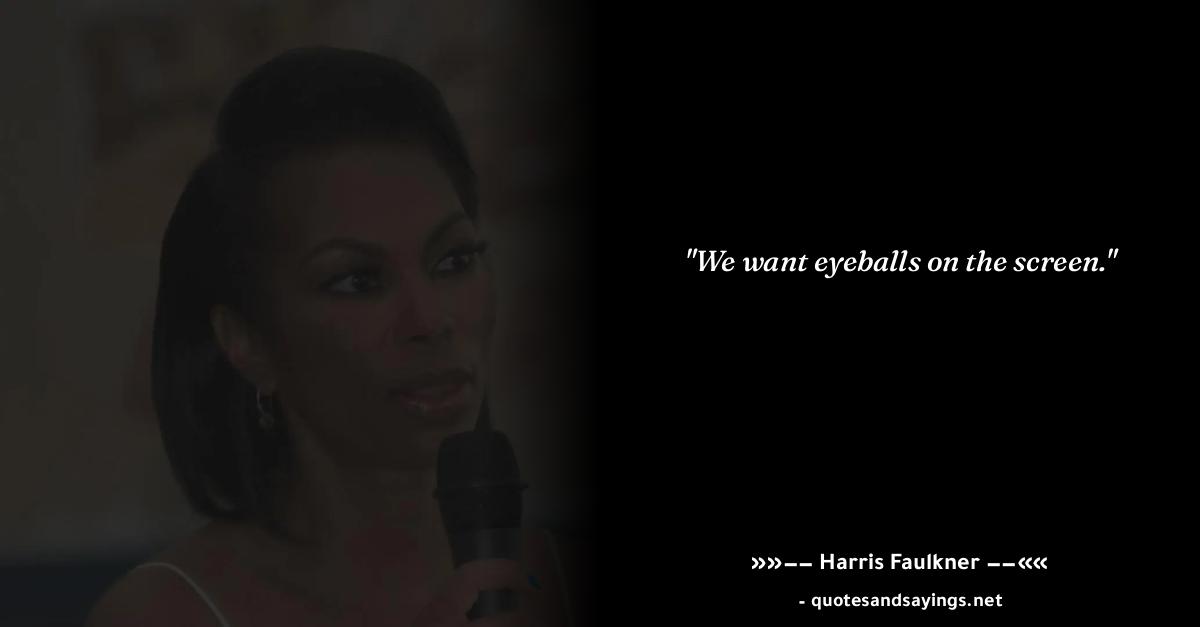 "We want eyeballs on the screen."
»»—— Harris Faulkner ——««
- quotesandsayings.net